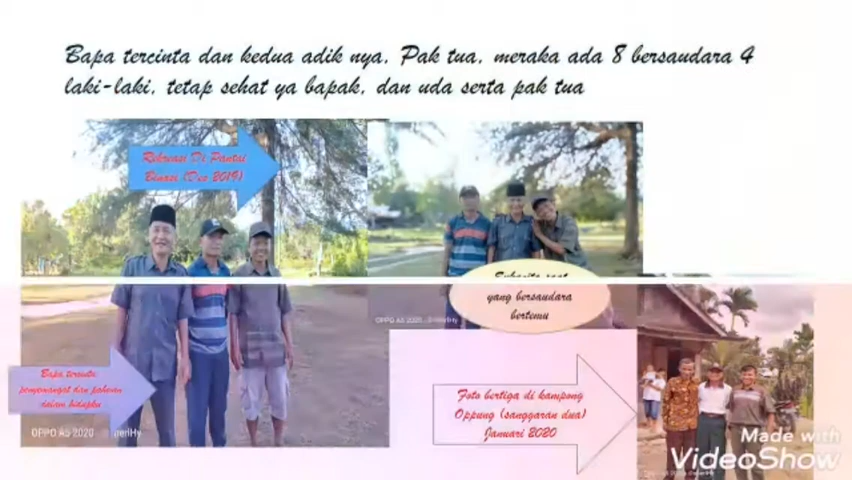 Bapa tercinta dan kedua adik nya, Pak tua, meraka ada 8 bersaudara 4
laki-laki, tetap sehat ya bapak, dan uda serta pak tua
Rekreasi Di Pantai
Binasi (Des 2019)
yang bersaudara
bertemu
OPPO A5 2020
Bapa tercinta
penyemangat dan pahwan
dalam hidupku
OPPO A5 2020
Foto bertiga di kampong
Oppung (sanggaran dua)
Januari 2020
Made with
VideoShow